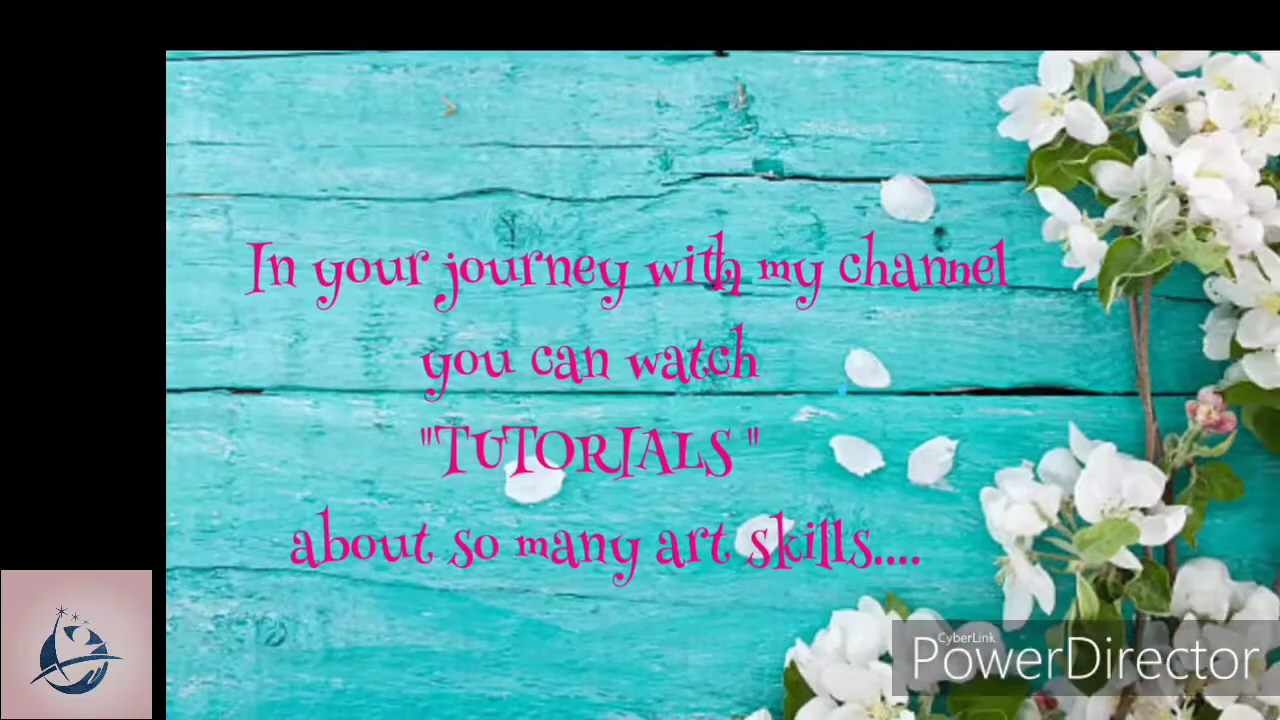 In your journey with my channel
you can watch
"TUTORIALS "
about so many art skills....
CyberLink
PowerDirector